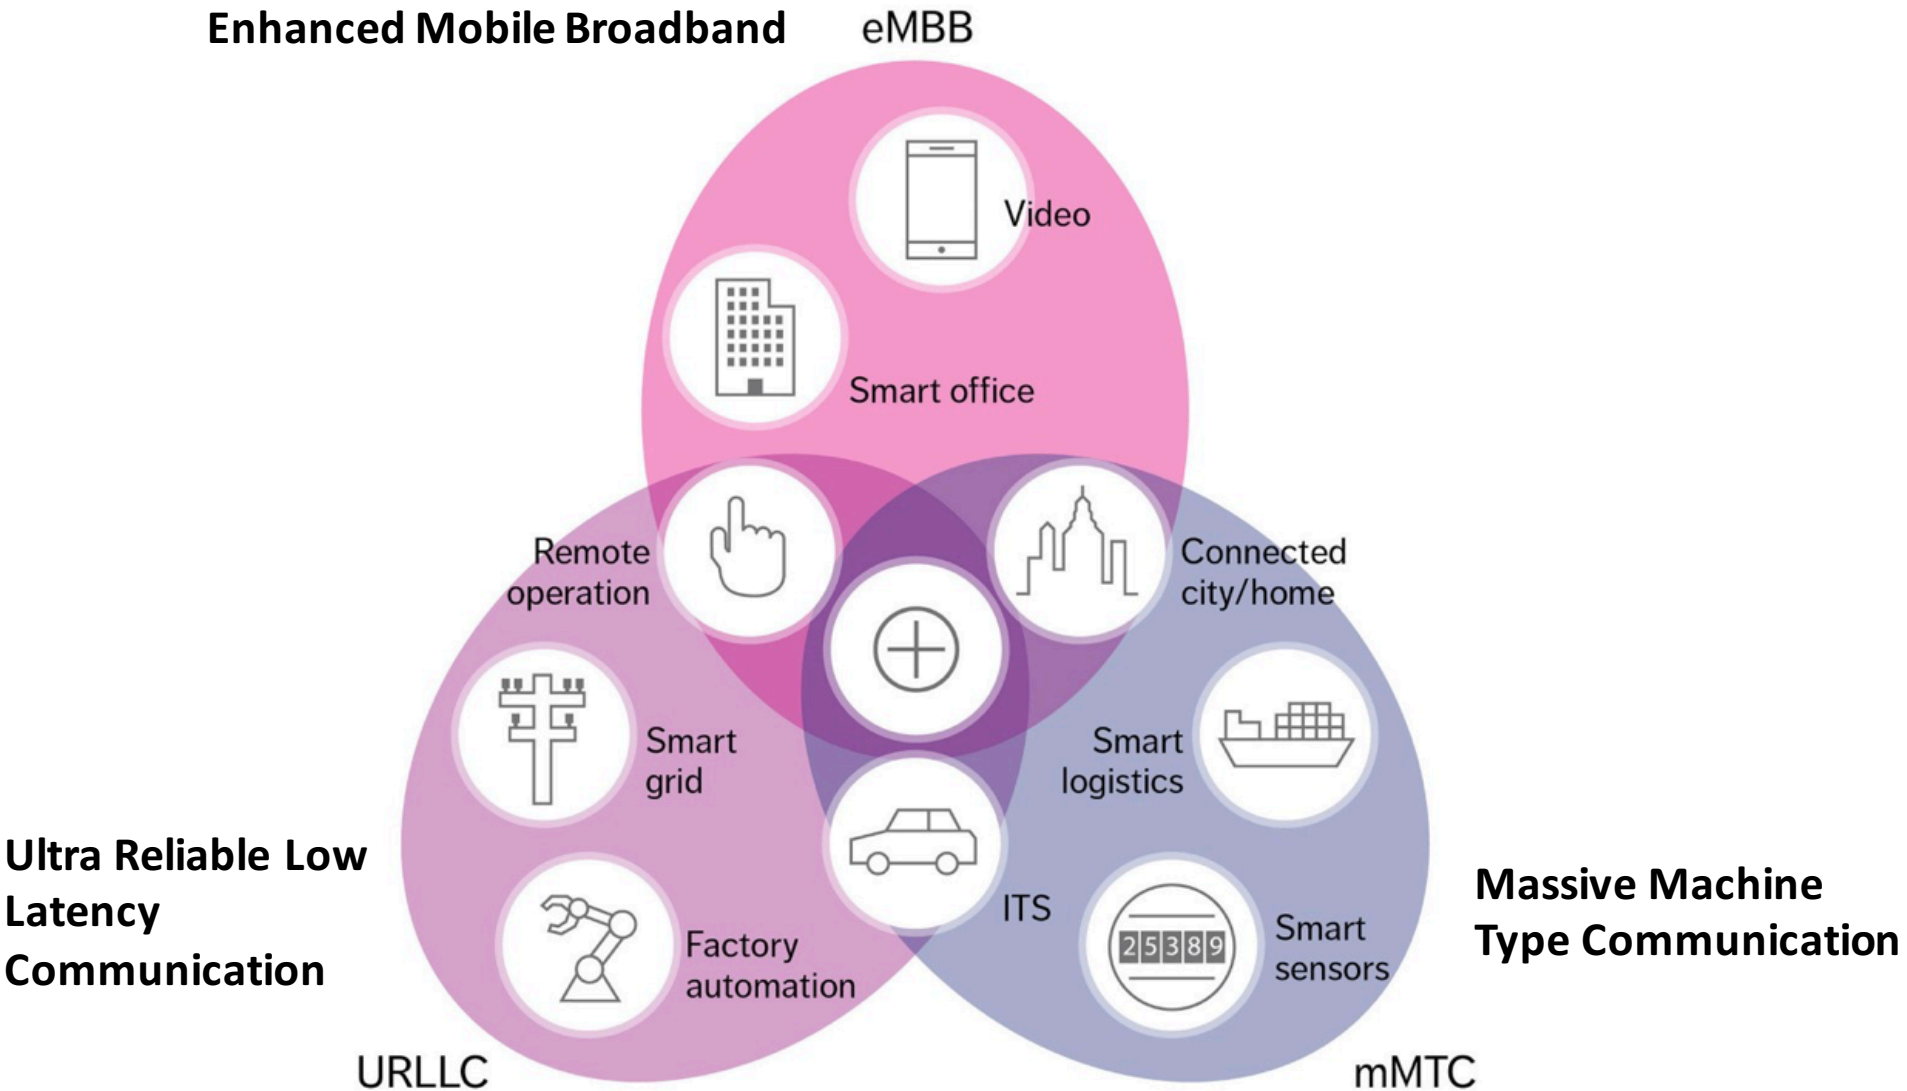 Enhanced Mobile Broadband
eMBB
Video
Smart office
Remote
operation
Connected
city/home
Smart
grid
Smart
logistics
Ultra Reliable Low
Latency
Communication
Factory
automation
ITS
25389
Smart
sensors
Massive Machine
Type Communication
URLLC
mMTC